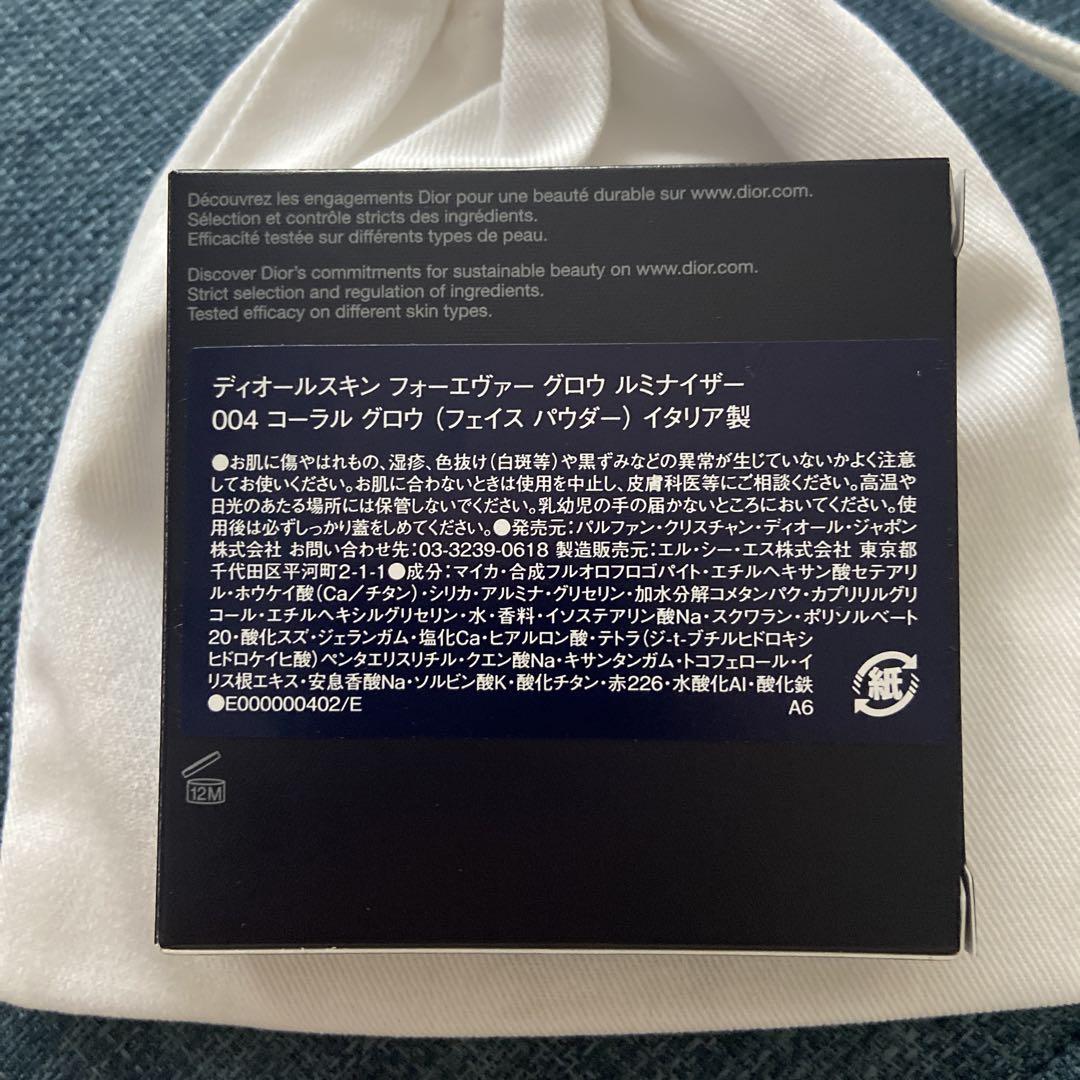 Découvrez les engagements Dior pour une beauté durable sur www.dior.com.
Sélection et contrôle stricts des ingrédients.
Efficacité testée sur différents types de peau.
Discover Dior's commitments for sustainable beauty on www.dior.com.
Strict selection and regulation of ingredients.
Tested efficacy on different skin types.
ディオールスキン フォーエヴァー グロウ ルミナイザー
004 コーラル グロウ (フェイス パウダー) イタリア製
●お肌に傷やはれもの、湿疹、色抜け(白斑等)や黒ずみなどの異常が生じていないかよく注意
してお使いください。お肌に合わないときは使用を中止し、皮膚科医等にご相談ください。高温や
日光のあたる場所には保管しないでください。乳幼児の手の届かないところにおいてください。使
用後は必ずしっかり蓋をしめてください。●発売元:パルファン・クリスチャン・ディオール・ジャポン
株式会社 お問い合わせ先:03-3239-0618 製造販売元:エル・シー・エス株式会社 東京都
千代田区平河町2-1-1●成分:マイカ・合成フルオロフロゴパイト・エチルヘキサン酸セテアリ
ル・ホウケイ酸(Ca/チタン)・シリカ・アルミナ・グリセリン・加水分解コメタンパク・カプリリルグリ
コール・エチルヘキシルグリセリン・水・香料・イソステアリン酸Na・スクワラン・ポリソルベート
20・酸化スズ・ジェランガム・塩化Ca・ヒアルロン酸・テトラ(ジ-t-ブチルヒドロキシ
ヒドロケイヒ酸)ペンタエリスリチル・クエン酸Na・キサンタンガム・トコフェロール・イ
リス根エキス・安息香酸Na・ソルビン酸K・酸化チタン・赤226・水酸化Al・酸化鉄
●E000000402/E A6
紙
12M